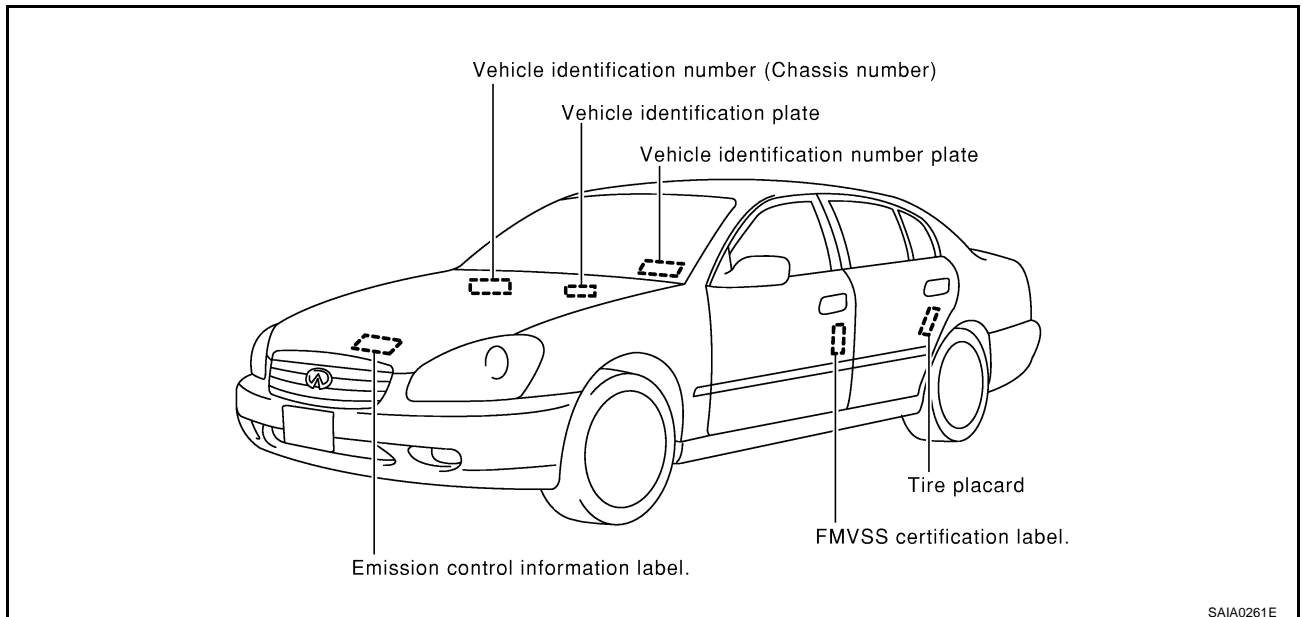 Vehicle identification number (Chassis number)
Vehicle identification plate
Vehicle identification number plate
Tire placard
FMVSS certification label.
Emission control information label.
SAIA0261E